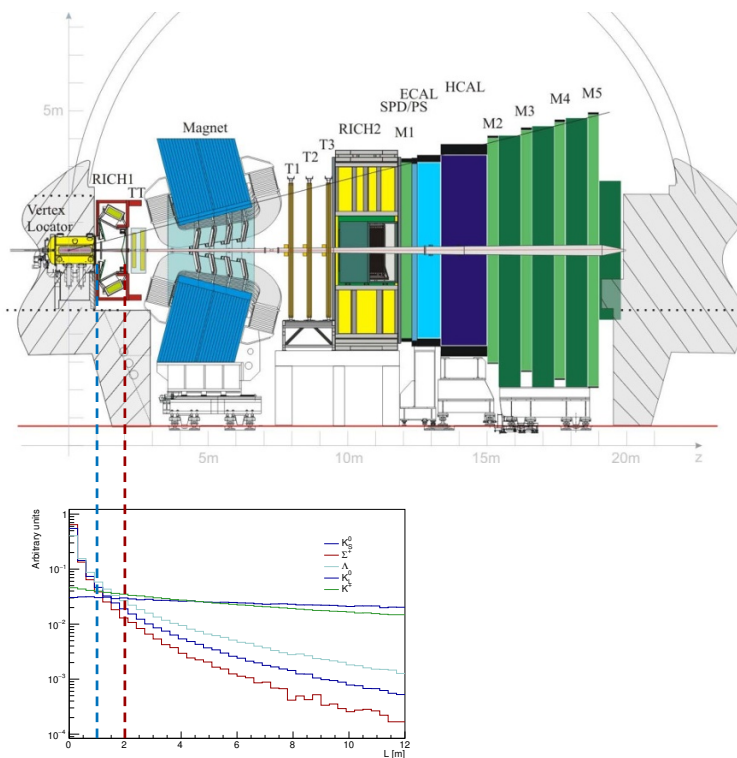 5m
Magnet
RICH1
TT
Vertex
Locator
T1
T2
T3
RICH2
SPD/PS
ECAL
HCAL
M1
M2
M3
M4
M5
5m
10m
15m
20m
z
Arbitrary units
1
10⁻¹
10⁻²
10⁻³
10⁻⁴
K⁰S
Σ⁺
Λ
K⁰L
K⁺
0
2
4
6
8
10
12
L [m]